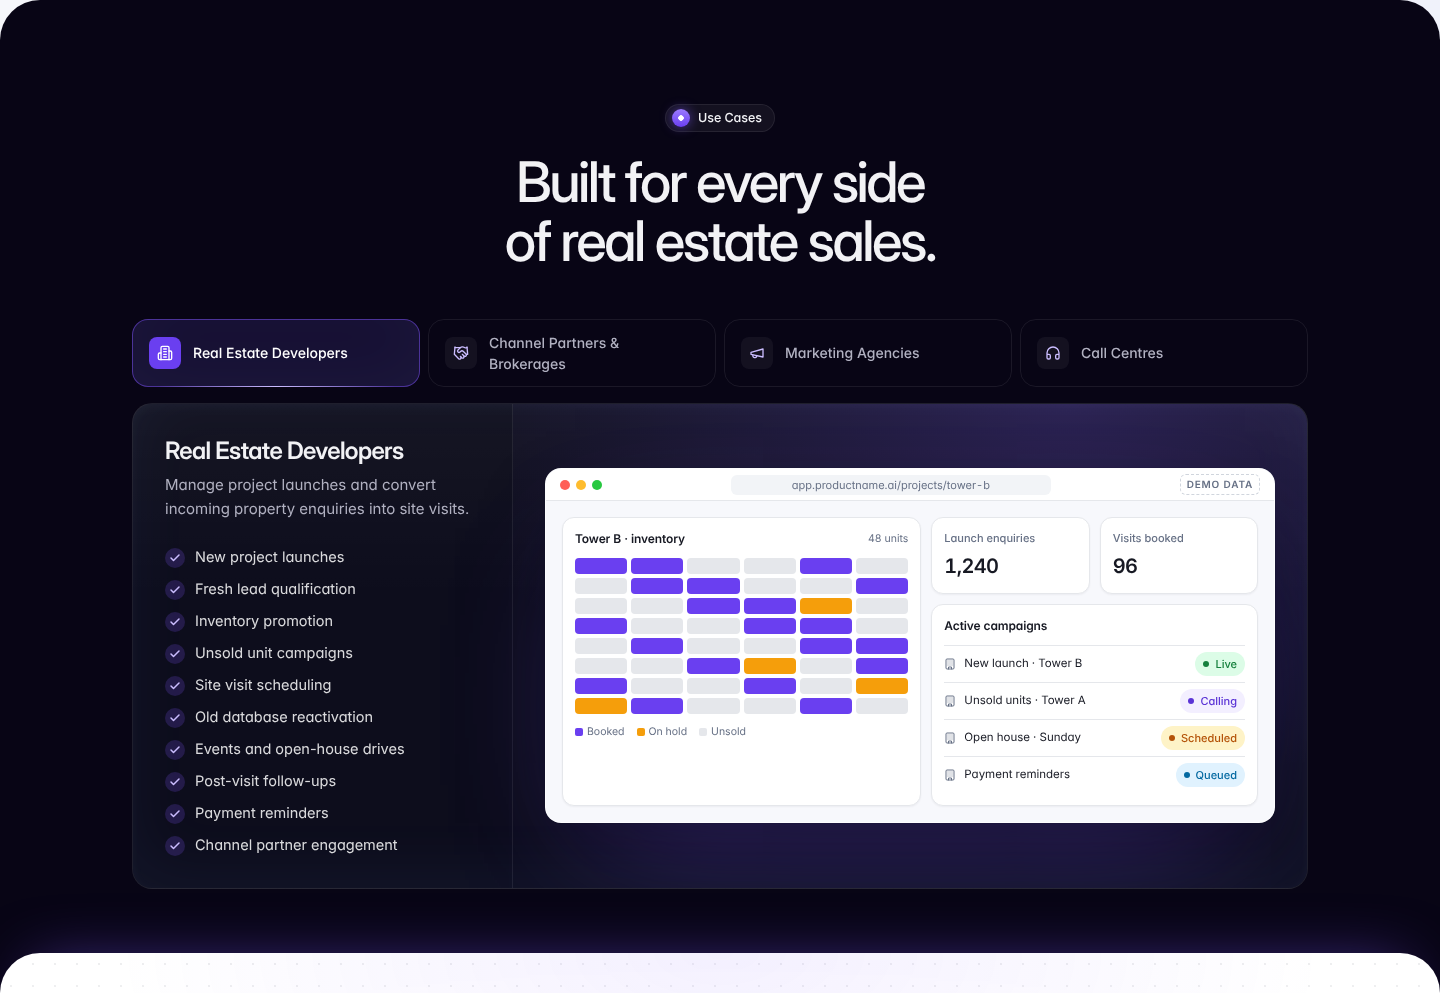 Use Cases
Built for every side
of real estate sales.
Real Estate Developers
Channel Partners &
Brokerages
Marketing Agencies
Call Centres
Real Estate Developers
Manage project launches and convert
incoming property enquiries into site visits.
New project launches
Fresh lead qualification
Inventory promotion
Unsold unit campaigns
Site visit scheduling
Old database reactivation
Events and open-house drives
Post-visit follow-ups
Payment reminders
Channel partner engagement
app.productname.ai/projects/tower-b
DEMO DATA
Tower B · inventory
48 units
Booked
On hold
Unsold
Launch enquiries
1,240
Visits booked
96
Active campaigns
New launch · Tower B
Live
Unsold units · Tower A
Calling
Open house · Sunday
Scheduled
Payment reminders
Queued